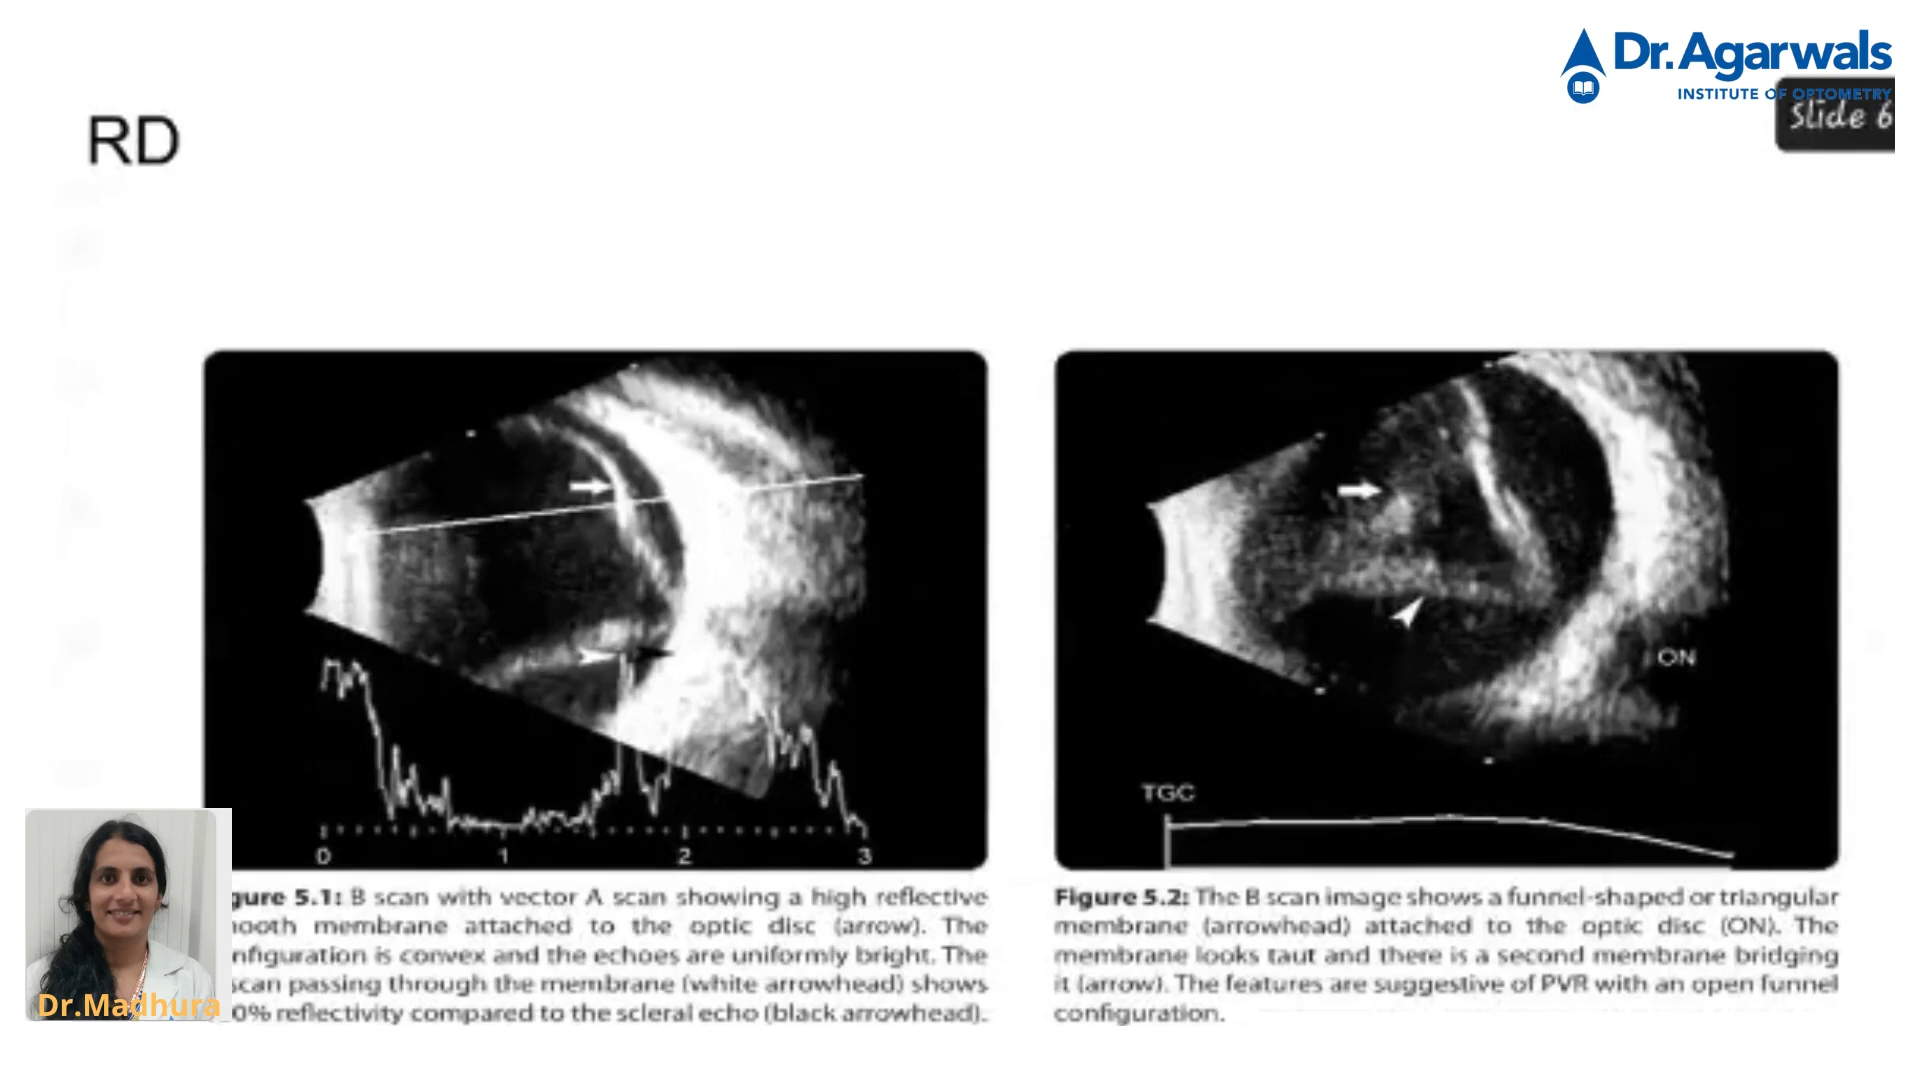 Dr. Agarwals
INSTITUTE OF OPTOMETRY
Slide 6
RD
ON
TGC
0 1 2 3
gure 5.1: B scan with vector A scan showing a high reflective
ooth membrane attached to the optic disc (arrow). The
nfiguration is convex and the echoes are uniformly bright. The
scan passing through the membrane (white arrowhead) shows
0% reflectivity compared to the scleral echo (black arrowhead).
Figure 5.2: The B scan image shows a funnel-shaped or triangular
membrane (arrowhead) attached to the optic disc (ON). The
membrane looks taut and there is a second membrane bridging
it (arrow). The features are suggestive of PVR with an open funnel
configuration.
Dr.Madhura